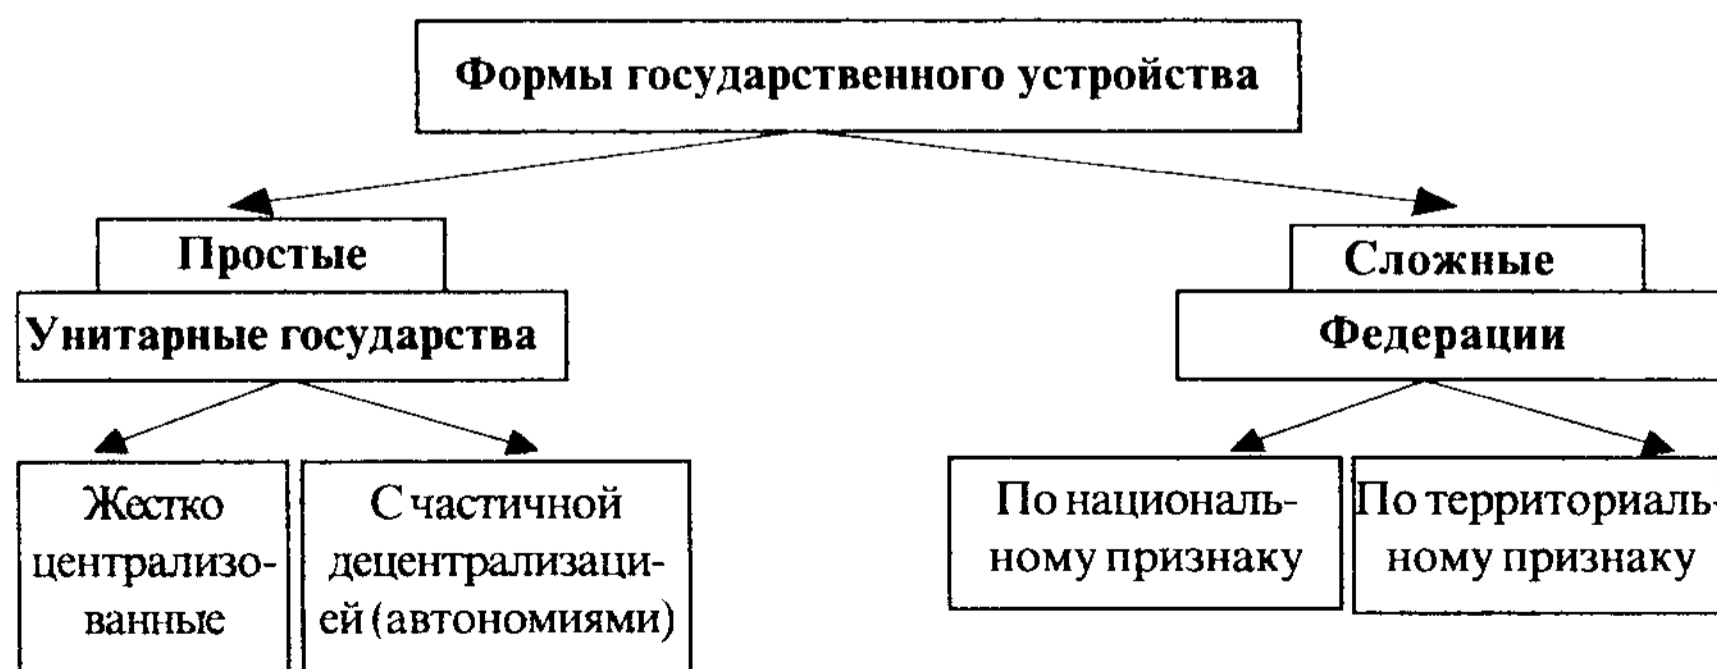 Формы государственного устройства
Простые
Унитарные государства
Сложные
Федерации
Жестко
централизо-
ванные
С частичной
децентрализаци-
ей (автономиями)
По националь-
ному признаку
По территориаль-
ному признаку